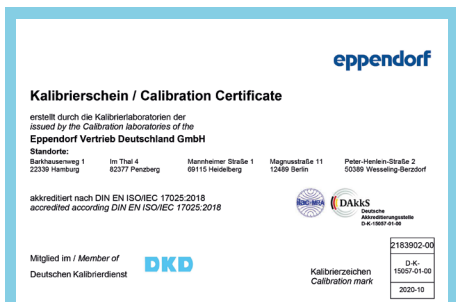 eppendorf
Kalibrierschein / Calibration Certificate
erstellt durch die Kalibrierlaboratorien der
issued by the Calibration laboratories of the
Eppendorf Vertrieb Deutschland GmbH
Standorte:
Barkhausenweg 1 Im Thal 4 Mannheimer Straße 1 Magnusstraße 11 Peter-Henlein-Straße 2
22339 Hamburg 82377 Penzberg 69115 Heidelberg 12489 Berlin 50389 Wesseling-Berzdorf
akkreditiert nach DIN EN ISO/IEC 17025:2018
accredited according DIN EN ISO/IEC 17025:2018
ilac-MRA
DAkkS
Deutsche
Akkreditierungsstelle
D-K-15057-01-00
Mitglied im / Member of
Deutschen Kalibrierdienst
DKD
Kalibrierzeichen
Calibration mark
2183902-00
D-K-
15057-01-00
2020-10